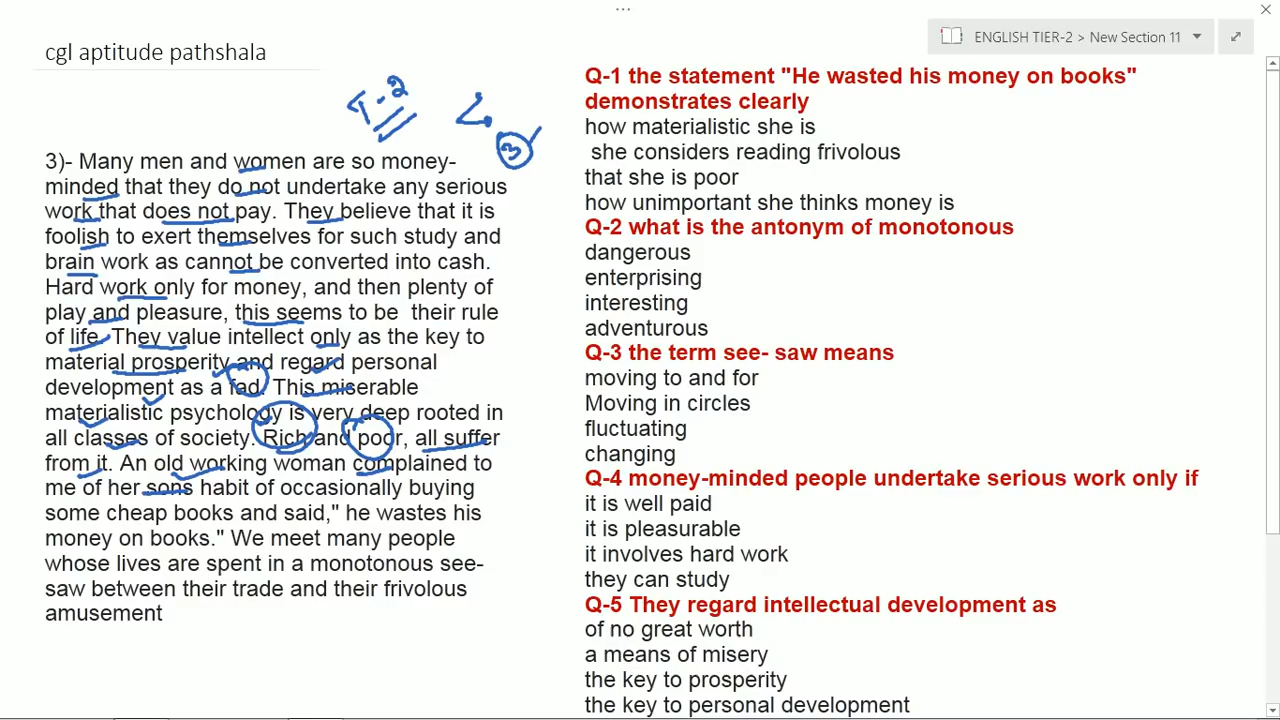 cgl aptitude pathshala
ENGLISH TIER-2 > New Section 11
T-2
3
3)- Many men and women are so money-
minded that they do not undertake any serious
work that does not pay. They believe that it is
foolish to exert themselves for such study and
brain work as cannot be converted into cash.
Hard work only for money, and then plenty of
play and pleasure, this seems to be their rule
of life. They value intellect only as the key to
material prosperity and regard personal
development as a fad. This miserable
materialistic psychology is very deep rooted in
all classes of society. Rich and poor, all suffer
from it. An old working woman complained to
me of her sons habit of occasionally buying
some cheap books and said," he wastes his
money on books." We meet many people
whose lives are spent in a monotonous see-
saw between their trade and their frivolous
amusement
Q-1 the statement "He wasted his money on books"
demonstrates clearly
how materialistic she is
she considers reading frivolous
that she is poor
how unimportant she thinks money is
Q-2 what is the antonym of monotonous
dangerous
enterprising
interesting
adventurous
Q-3 the term see- saw means
moving to and for
Moving in circles
fluctuating
changing
Q-4 money-minded people undertake serious work only if
it is well paid
it is pleasurable
it involves hard work
they can study
Q-5 They regard intellectual development as
of no great worth
a means of misery
the key to prosperity
the key to personal development